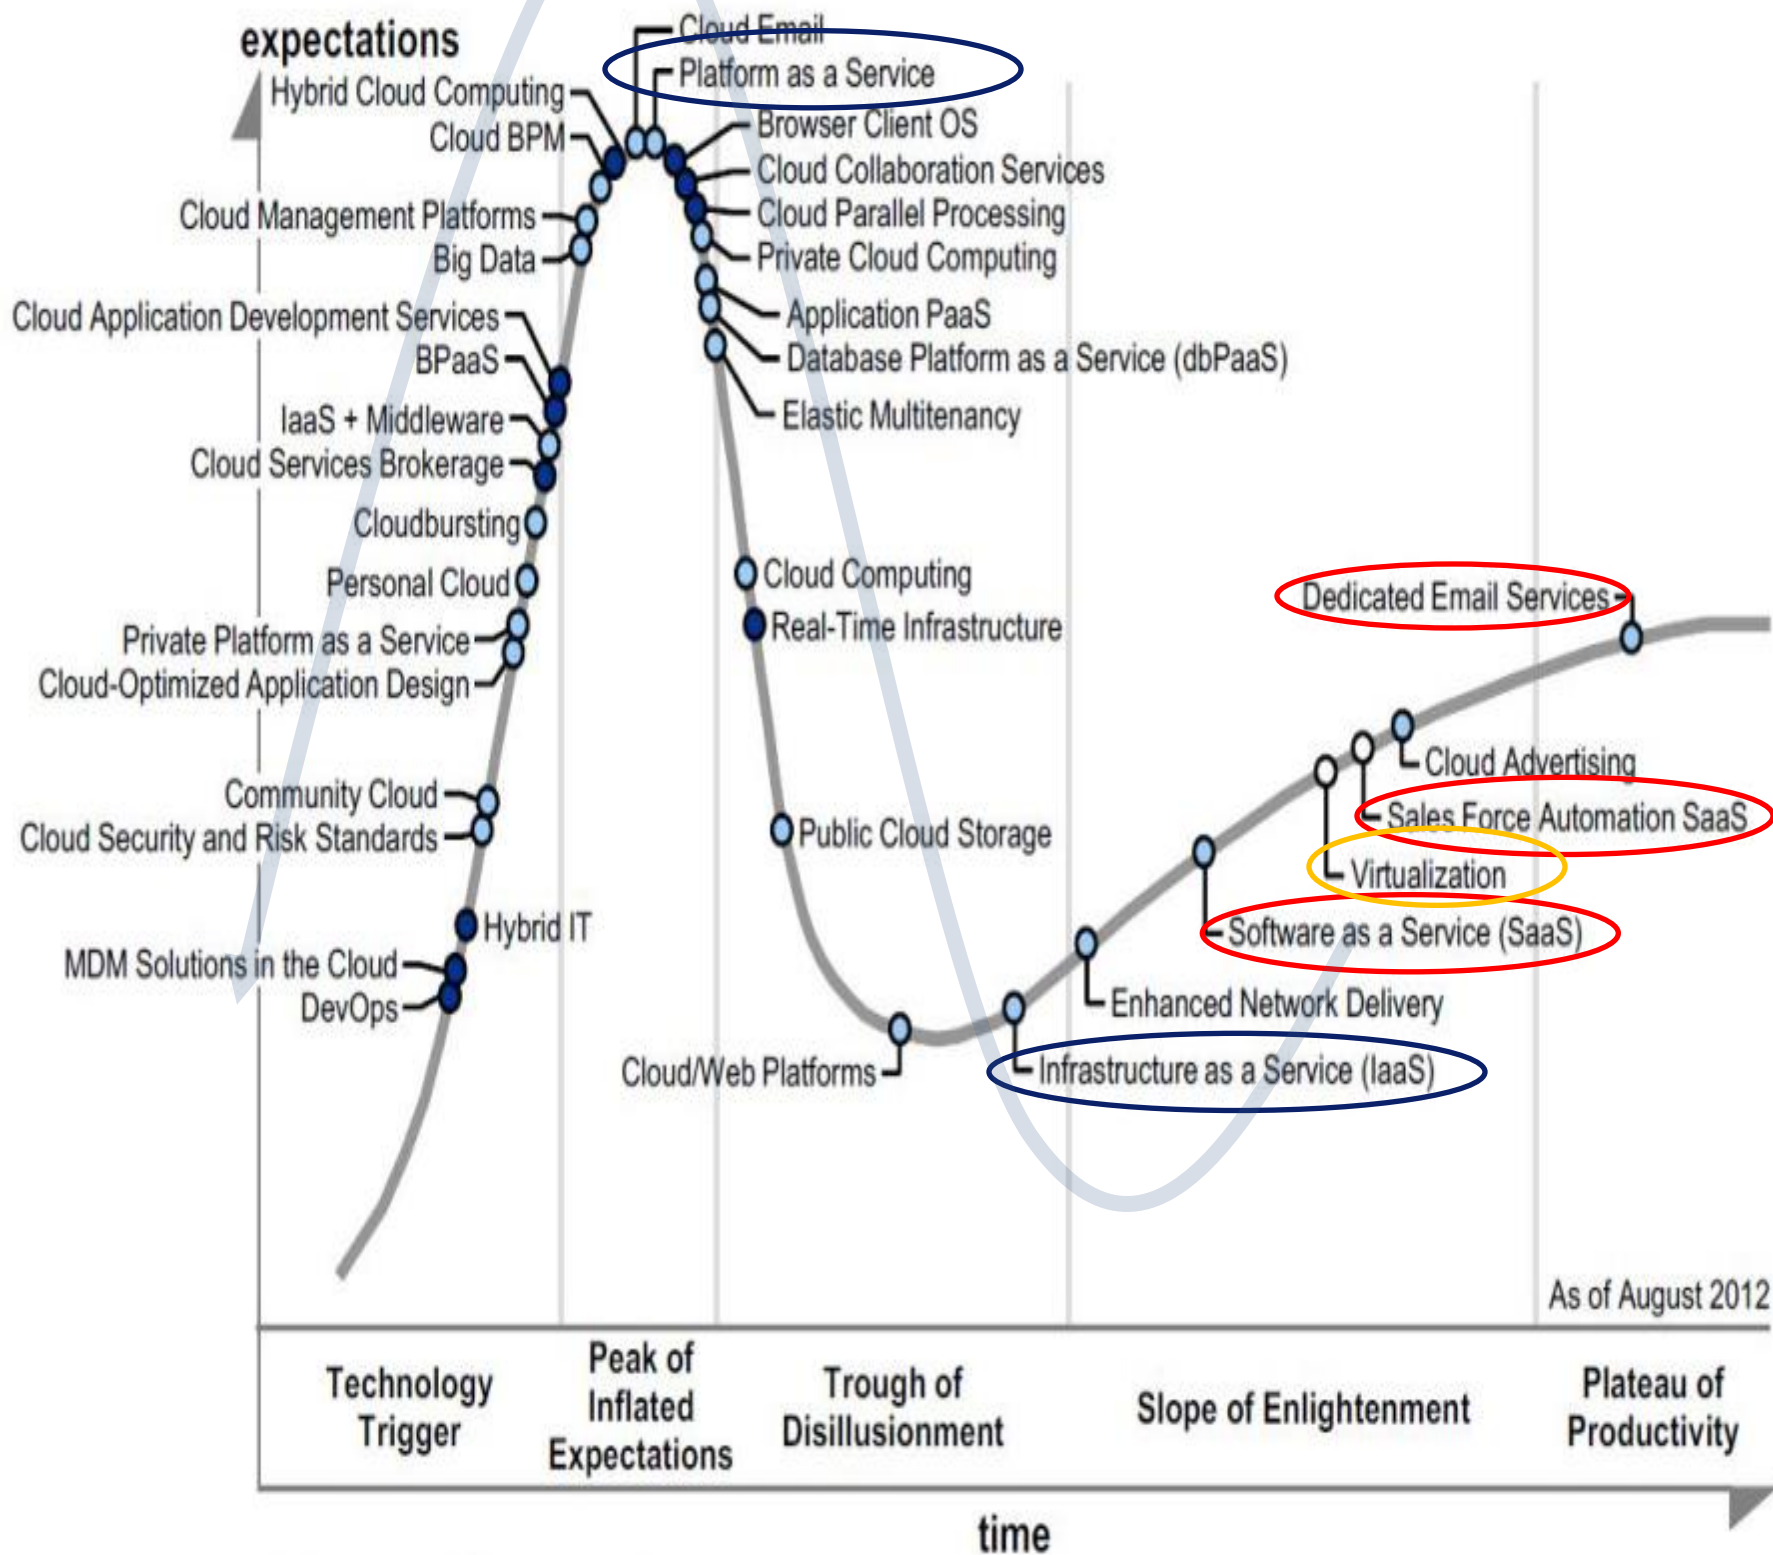 expectations
Cloud Email
Platform as a Service
Hybrid Cloud Computing
Cloud BPM
Browser Client OS
Cloud Collaboration Services
Cloud Management Platforms
Cloud Parallel Processing
Big Data
Private Cloud Computing
Cloud Application Development Services
Application PaaS
BPaaS
Database Platform as a Service (dbPaaS)
IaaS + Middleware
Elastic Multitenancy
Cloud Services Brokerage
Cloudbursting
Personal Cloud
Cloud Computing
Private Platform as a Service
Real-Time Infrastructure
Cloud-Optimized Application Design
Dedicated Email Services
Community Cloud
Cloud Security and Risk Standards
Public Cloud Storage
Cloud Advertising
Sales Force Automation SaaS
Virtualization
Hybrid IT
Software as a Service (SaaS)
MDM Solutions in the Cloud
DevOps
Enhanced Network Delivery
Cloud/Web Platforms
Infrastructure as a Service (IaaS)
As of August 2012
Technology
Trigger
Peak of
Inflated
Expectations
Trough of
Disillusionment
Slope of Enlightenment
Plateau of
Productivity
time